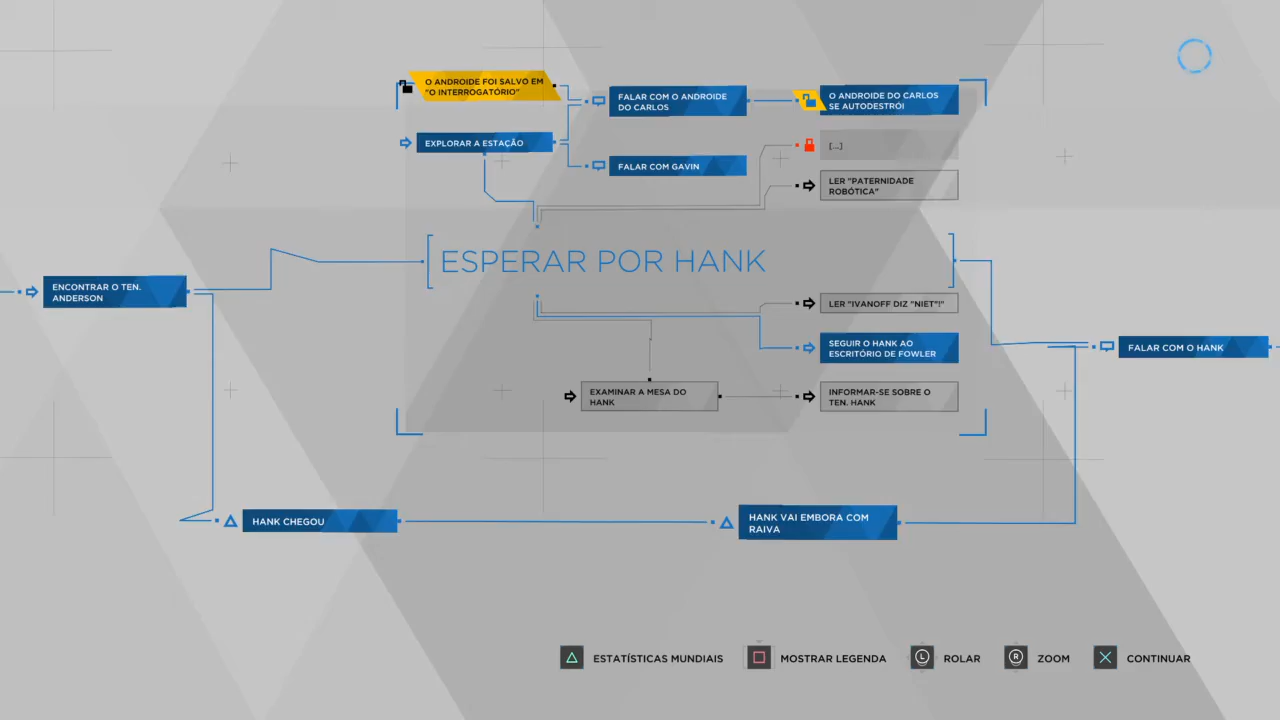 O ANDROIDE FOI SALVO EM
"O INTERROGATÓRIO"
FALAR COM O ANDROIDE
DO CARLOS
O ANDROIDE DO CARLOS
SE AUTODESTRÓI
EXPLORAR A ESTAÇÃO
[...]
FALAR COM GAVIN
LER "PATERNIDADE
ROBÓTICA"
ESPERAR POR HANK
ENCONTRAR O TEN.
ANDERSON
LER "IVANOFF DIZ "NIET"!"
SEGUIR O HANK AO
ESCRITÓRIO DE FOWLER
FALAR COM O HANK
EXAMINAR A MESA DO
HANK
INFORMAR-SE SOBRE O
TEN. HANK
HANK CHEGOU
HANK VAI EMBORA COM
RAIVA
ESTATÍSTICAS MUNDIAIS
MOSTRAR LEGENDA
L
ROLAR
R
ZOOM
CONTINUAR